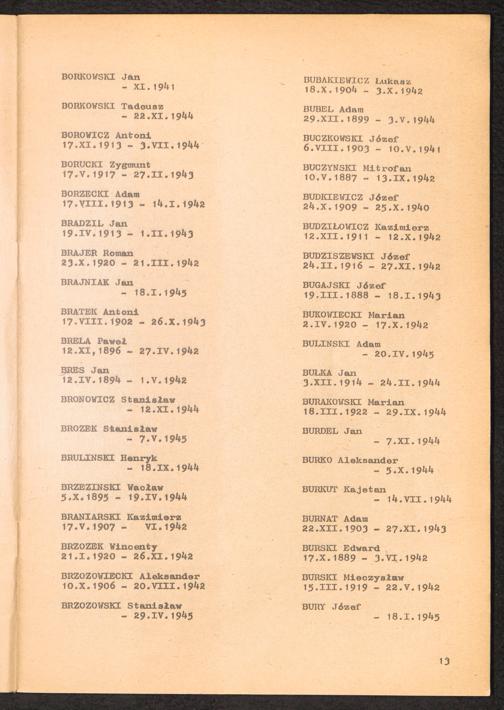 BORKOWSKI Jan
- XI.1941
BORKOWSKI Tadeusz
- 22.XI.1944
BOROWICZ Antoni
17.XI.1913 - 3.VII.1944
BORUCKI Zygmunt
17.V.1917 - 27.II.1943
BORZECKI Adam
17.VIII.1913 - 14.I.1942
BRADZIL Jan
19.IV.1913 - 1.II.1943
BRAJER Roman
23.X.1920 - 21.III.1942
BRAJNIAK Jan
- 18.I.1945
BRATEK Antoni
17.VIII.1902 - 26.X.1943
BRELA Paweł
12.XI,1896 - 27.IV.1942
BRES Jan
12.IV.1894 - 1.V.1942
BRONOWICZ Stanisław
- 12.XI.1944
BROZEK Stanisław
- 7.V.1945
BRULINSKI Henryk
- 18.IX.1944
BRZEZINSKI Wacław
5.X.1895 - 19.IV.1944
BRANIARSKI Kazimierz
17.V.1907 - VI.1942
BRZOZEK Wincenty
21.I.1920 - 26.XI.1942
BRZOZOWIECKI Aleksander
10.X.1906 - 20.VIII.1942
BRZOZOWSKI Stanisław
- 29.IV.1945
BUBAKIEWICZ Łukasz
18.X.1904 - 3.X.1942
BUBEL Adam
29.XII.1899 - 3.V.1944
BUCZKOWSKI Józef
6.VIII.1903 - 10.V.1941
BUCZYNSKI Mitrofan
10.V.1887 - 13.IX.1942
BUDKIEWICZ Józef
24.X.1909 - 25.X.1940
BUDZIŁOWICZ Kazimierz
12.XII.1911 - 12.X.1942
BUDZISZEWSKI Józef
24.II.1916 - 27.XI.1942
BUGAJSKI Józef
19.III.1888 - 18.I.1943
BUKOWIECKI Marian
2.IV.1920 - 17.X.1942
BULINSKI Adam
- 20.IV.1945
BUŁKA Jan
3.XII.1914 - 24.II.1944
BURAKOWSKI Marian
18.III.1922 - 29.IX.1944
BURDEL Jan
- 7.XI.1944
BURKO Aleksander
- 5.X.1944
BURKUT Kajetan
- 14.VII.1944
BURNAT Adam
22.XII.1903 - 27.XI.1943
BURSKI Edward
17.X.1889 - 3.VI.1942
BURSKI Mieczysław
15.III.1919 - 22.V.1942
BURY Józef
- 18.I.1945
13